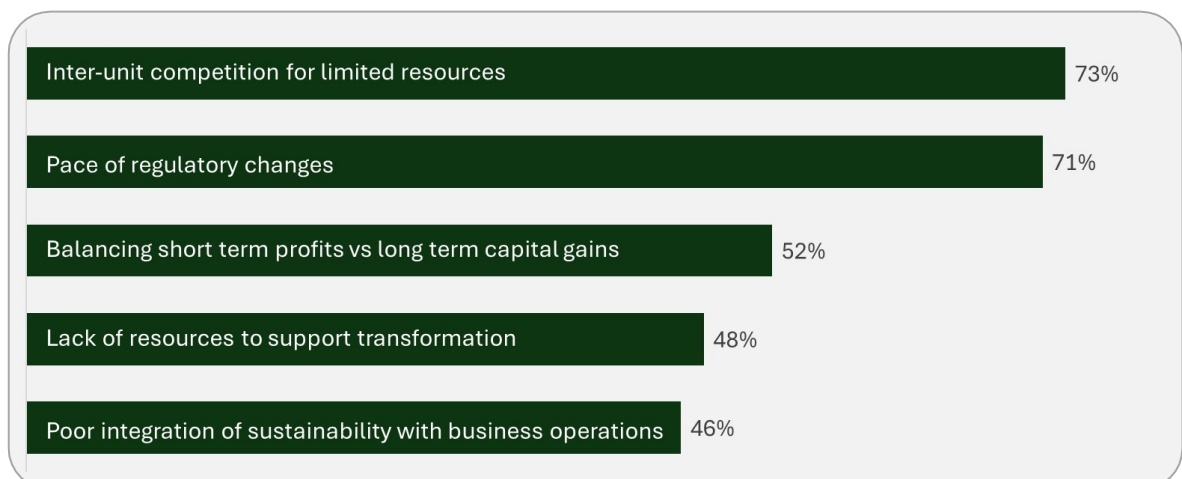 Inter-unit competition for limited resources 73%
Pace of regulatory changes 71%
Balancing short term profits vs long term capital gains 52%
Lack of resources to support transformation 48%
Poor integration of sustainability with business operations 46%